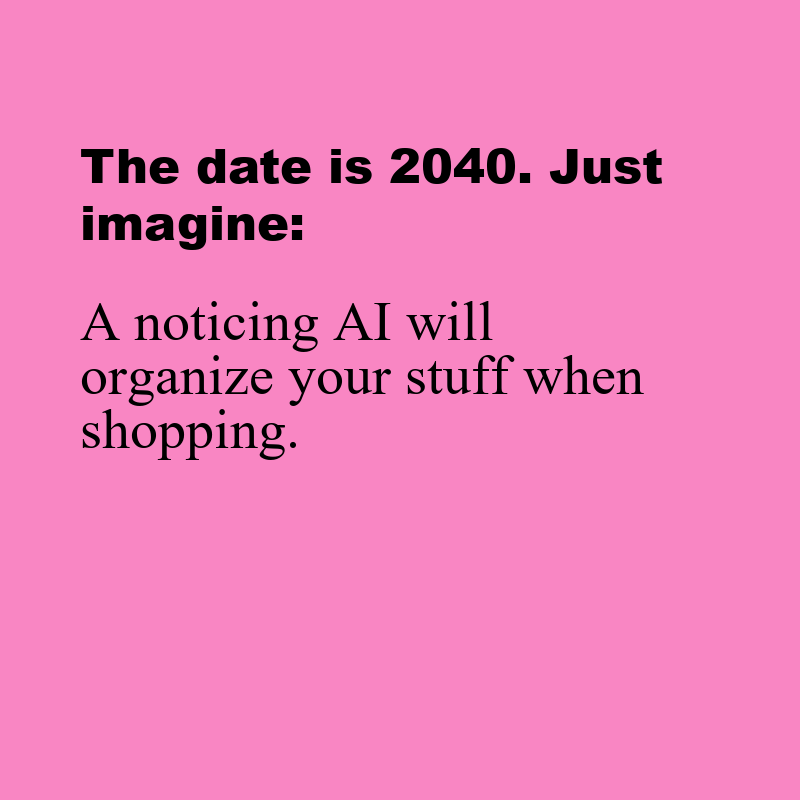 The date is 2040. Just
imagine:
A noticing AI will
organize your stuff when
shopping.